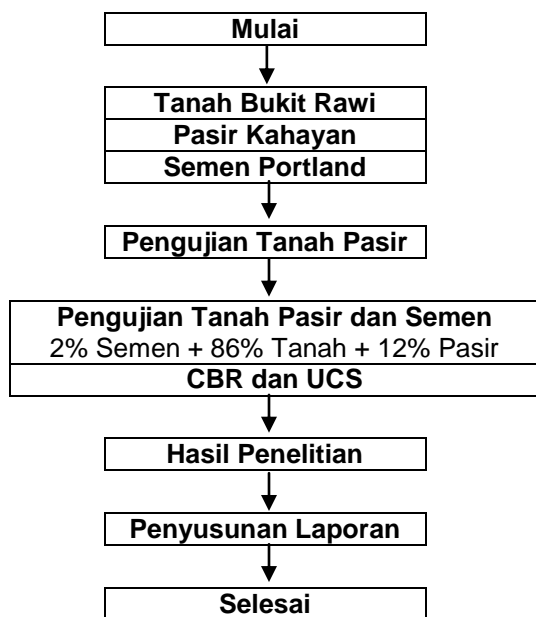 Mulai
Tanah Bukit Rawi
Pasir Kahayan
Semen Portland
Pengujian Tanah Pasir
Pengujian Tanah Pasir dan Semen
2% Semen + 86% Tanah + 12% Pasir
CBR dan UCS
Hasil Penelitian
Penyusunan Laporan
Selesai